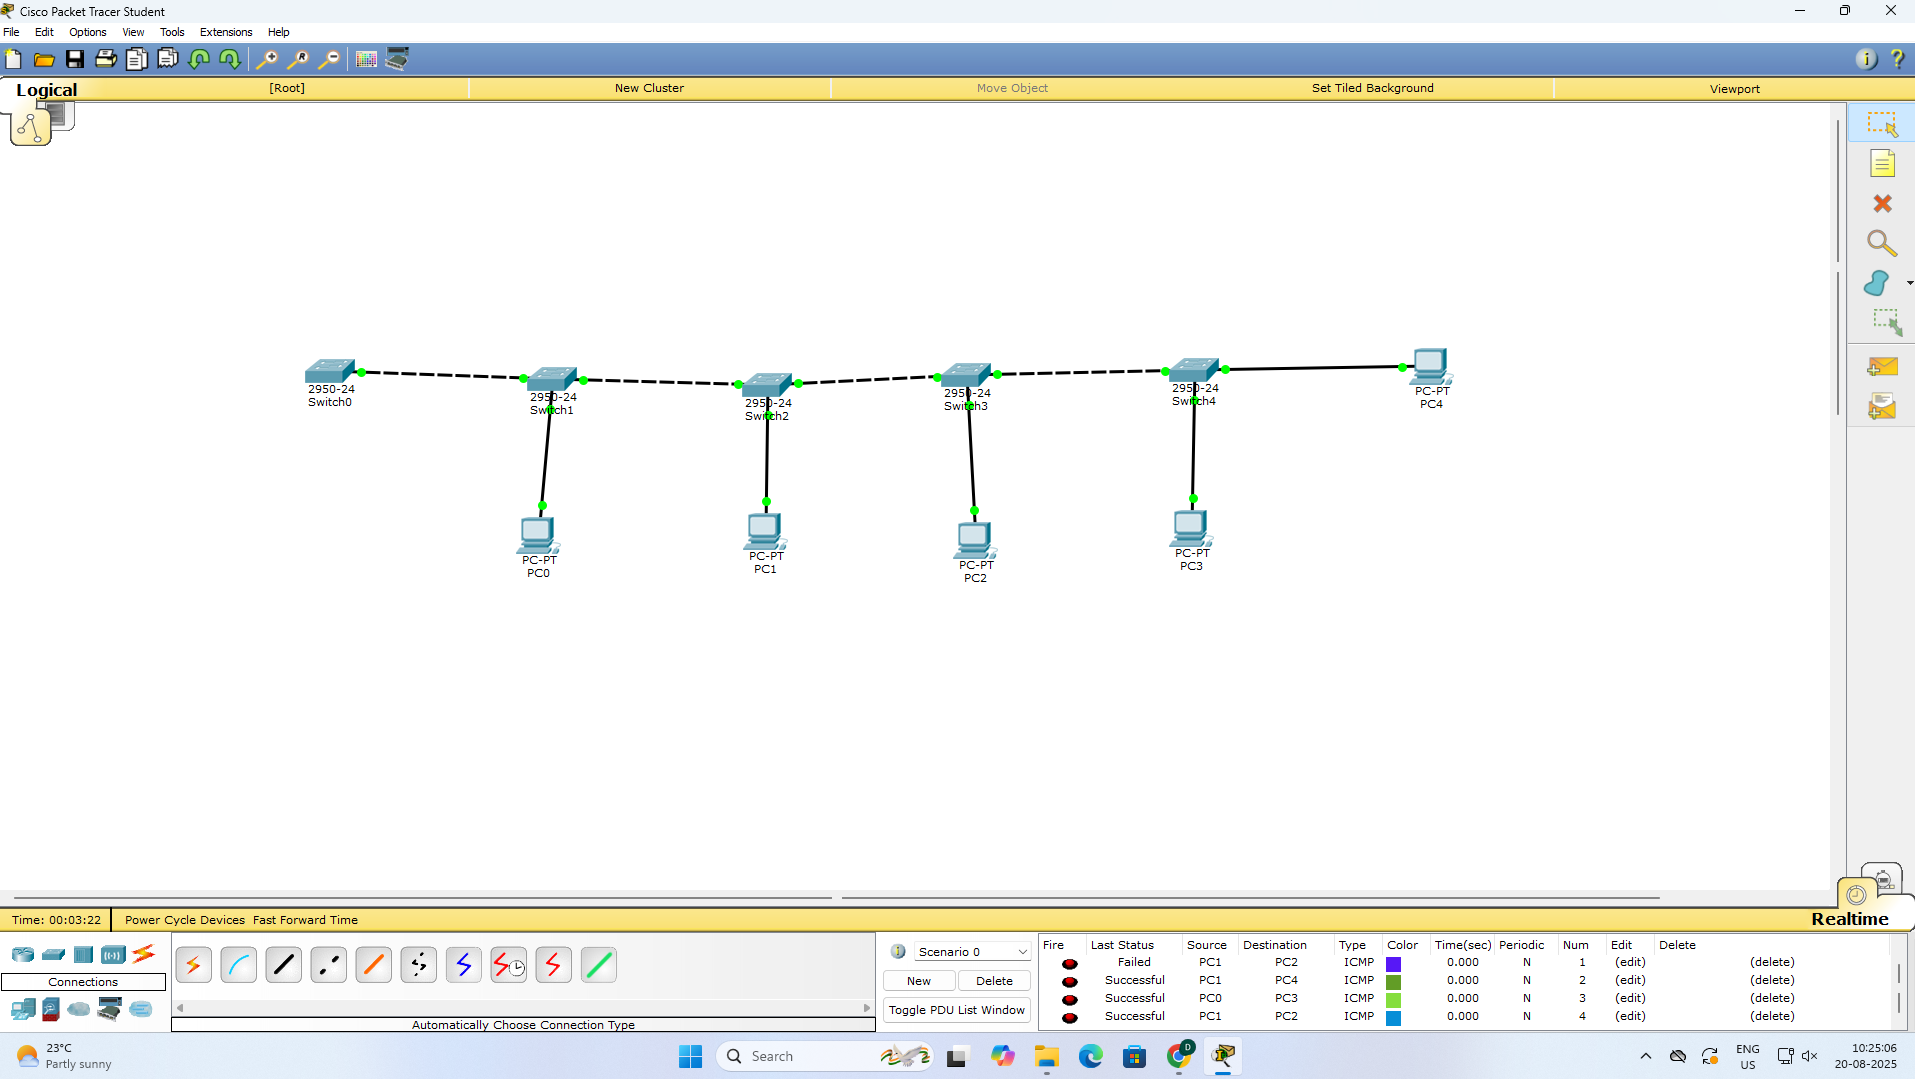 Cisco Packet Tracer Student
File Edit Options View Tools Extensions Help
Logical [Root] New Cluster Move Object Set Tiled Background Viewport
2950-24
Switch0
2950-24
Switch1
2950-24
Switch2
2950-24
Switch3
2950-24
Switch4
PC-PT
PC4
PC-PT
PC0
PC-PT
PC1
PC-PT
PC2
PC-PT
PC3
Realtime
Time: 00:03:22 Power Cycle Devices Fast Forward Time
Connections
Automatically Choose Connection Type
Scenario 0
New Delete
Toggle PDU List Window
Fire Last Status Source Destination Type Color Time(sec) Periodic Num Edit Delete
Failed PC1 PC2 ICMP 0.000 N 1 (edit) (delete)
Successful PC1 PC4 ICMP 0.000 N 2 (edit) (delete)
Successful PC0 PC3 ICMP 0.000 N 3 (edit) (delete)
Successful PC1 PC2 ICMP 0.000 N 4 (edit) (delete)
23°C
Partly sunny
Search
D
ENG
US
10:25:06
20-08-2025